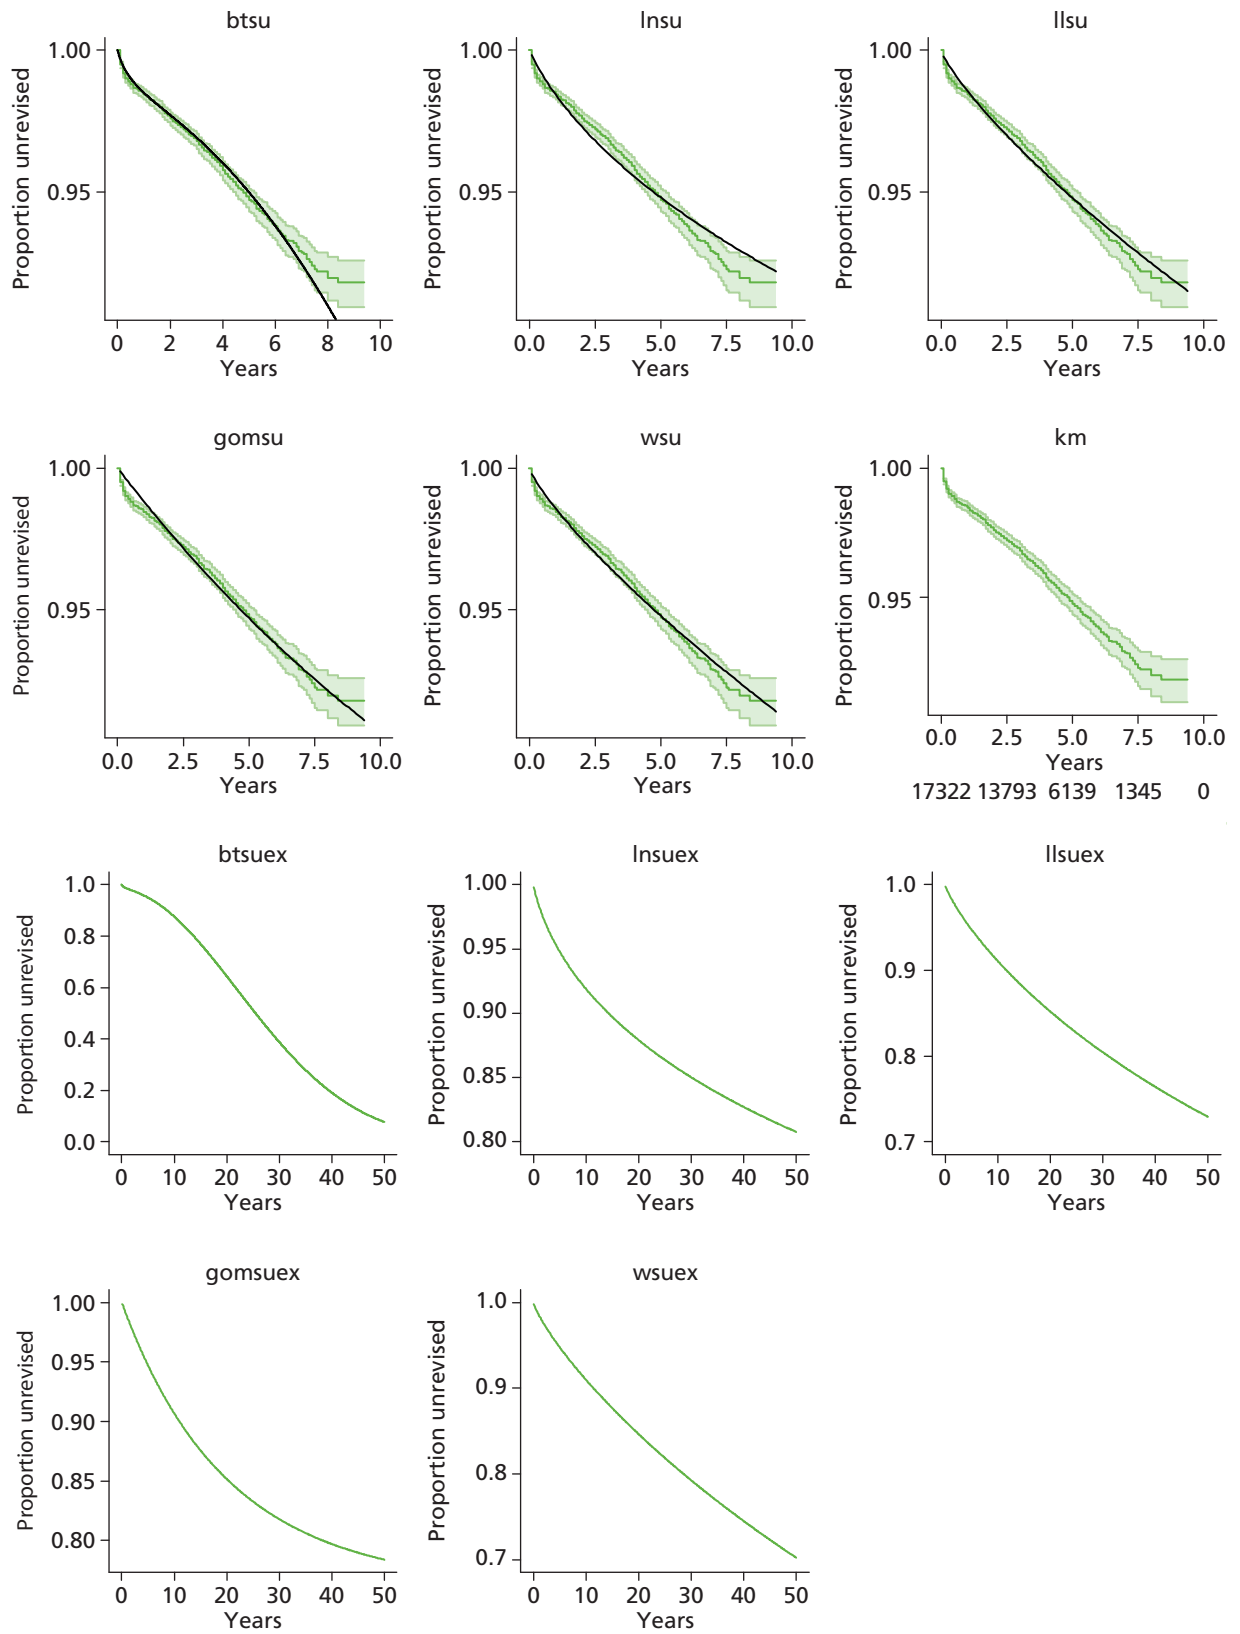 btsu
1.00
0.95
Proportion unrevised
0 2 4 6 8 10
Years
lnsu
1.00
0.95
Proportion unrevised
0.0 2.5 5.0 7.5 10.0
Years
llsu
1.00
0.95
Proportion unrevised
0.0 2.5 5.0 7.5 10.0
Years
gomsu
1.00
0.95
Proportion unrevised
0.0 2.5 5.0 7.5 10.0
Years
wsu
1.00
0.95
Proportion unrevised
0.0 2.5 5.0 7.5 10.0
Years
km
1.00
0.95
Proportion unrevised
0.0 2.5 5.0 7.5 10.0
Years
17322 13793 6139 1345 0
btsuex
1.0
0.8
0.6
0.4
0.2
0.0
Proportion unrevised
0 10 20 30 40 50
Years
lnsuex
1.00
0.95
0.90
0.85
0.80
Proportion unrevised
0 10 20 30 40 50
Years
llsuex
1.0
0.9
0.8
0.7
Proportion unrevised
0 10 20 30 40 50
Years
gomsuex
1.00
0.95
0.90
0.85
0.80
Proportion unrevised
0 10 20 30 40 50
Years
wsuex
1.0
0.9
0.8
0.7
Proportion unrevised
0 10 20 30 40 50
Years